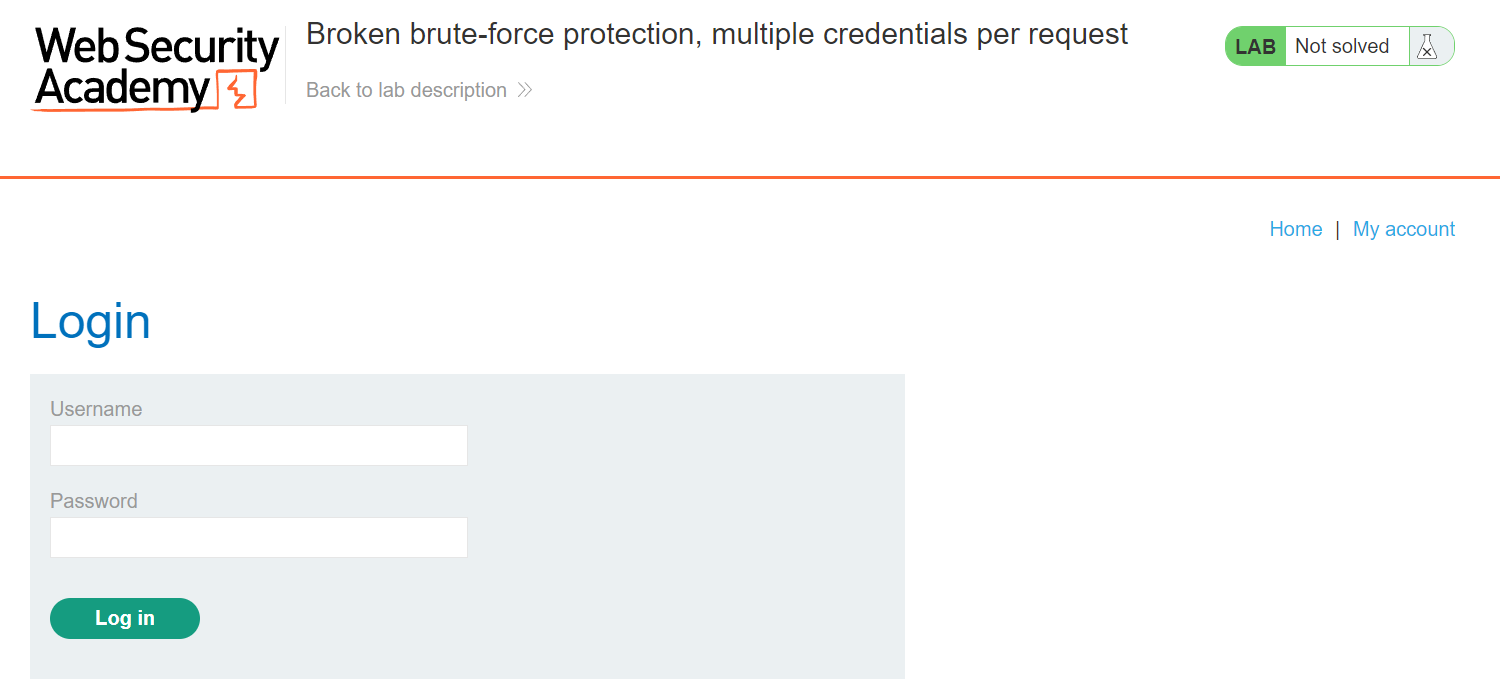 Web Security
Academy
Broken brute-force protection, multiple credentials per request
Back to lab description
LAB Not solved
Home | My account
Login
Username
Password
Log in